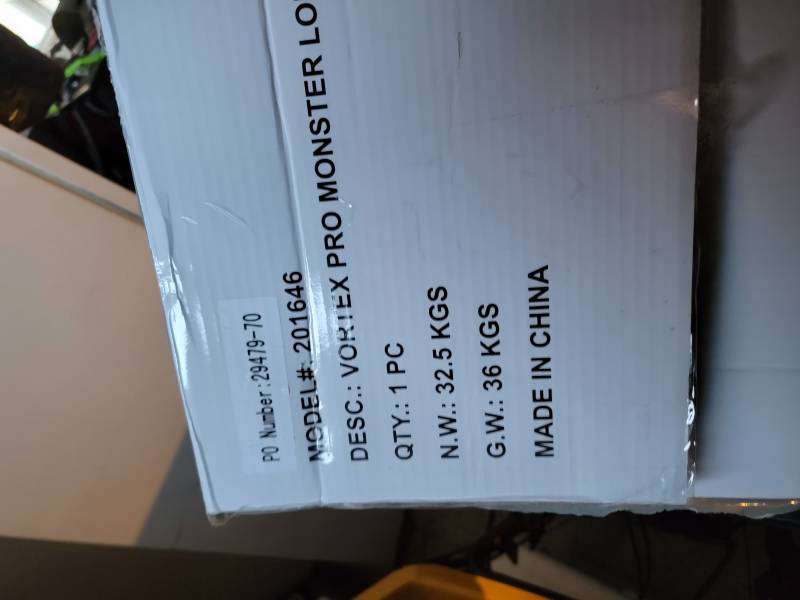 PO Number:29479-70
MODEL#: 201646
DESC.: VORTEX PRO MONSTER
QTY.: 1 PC
N.W.: 32.5 KGS
G.W.: 36 KGS
MADE IN CHINA